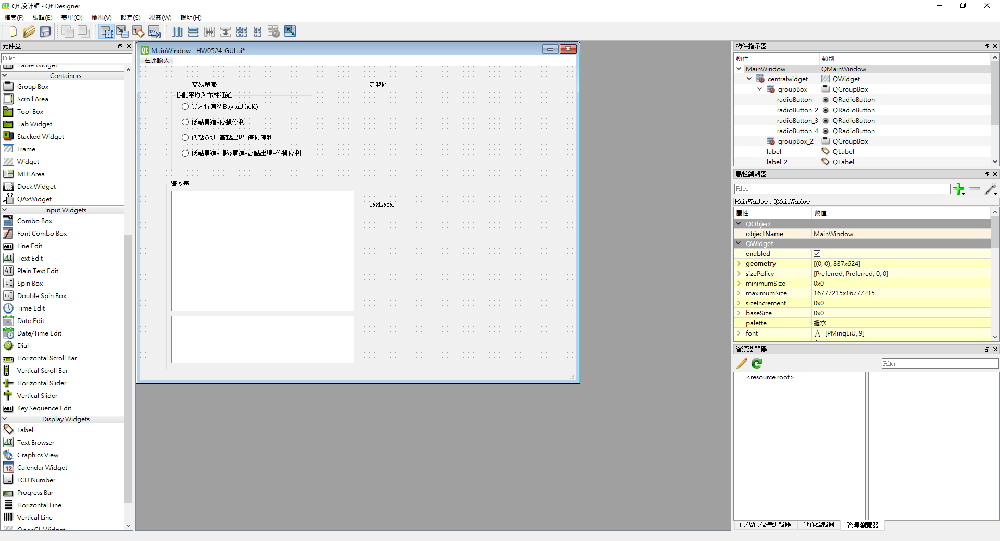 Qt 設計師 - Qt Designer
檔案(F) 編輯(E) 表單(O) 檢視(V) 設定(S) 視窗(W) 說明(H)
元件盒
Filter
Table Widget
Containers
Group Box
Scroll Area
Tool Box
Tab Widget
Stacked Widget
Frame
Widget
MDI Area
Dock Widget
QAxWidget
Input Widgets
Combo Box
Font Combo Box
Line Edit
Text Edit
Plain Text Edit
Spin Box
Double Spin Box
Time Edit
Date Edit
Date/Time Edit
Dial
Horizontal Scroll Bar
Vertical Scroll Bar
Horizontal Slider
Vertical Slider
Key Sequence Edit
Display Widgets
Label
Text Browser
Graphics View
Calendar Widget
LCD Number
Progress Bar
Horizontal Line
Vertical Line
OpenGL Widget
MainWindow - HW0524_GUI.ui*
在此輸入
交易策略
走勢圖
移動平均與布林通道
買入持有待Buy and hold)
低點買進+停損停利
低點買進+高點出場+停損停利
低點買進+順勢買進+高點出場+停損停利
績效表
TextLabel
物件指示器
物件 類別
MainWindow QMainWindow
centralwidget QWidget
groupBox QGroupBox
radioButton QRadioButton
radioButton_2 QRadioButton
radioButton_3 QRadioButton
radioButton_4 QRadioButton
groupBox_2 QGroupBox
label QLabel
label_2 QLabel
屬性編輯器
Filter
MainWindow : QMainWindow
屬性 數值
QObject
objectName MainWindow
QWidget
enabled
geometry [(0, 0), 837x624]
sizePolicy [Preferred, Preferred, 0, 0]
minimumSize 0x0
maximumSize 16777215x16777215
sizeIncrement 0x0
baseSize 0x0
palette 繼承
font A [PMingLiU, 9]
資源瀏覽器
Filter
<resource root>
信號/信號槽編輯器 動作編輯器 資源瀏覽器